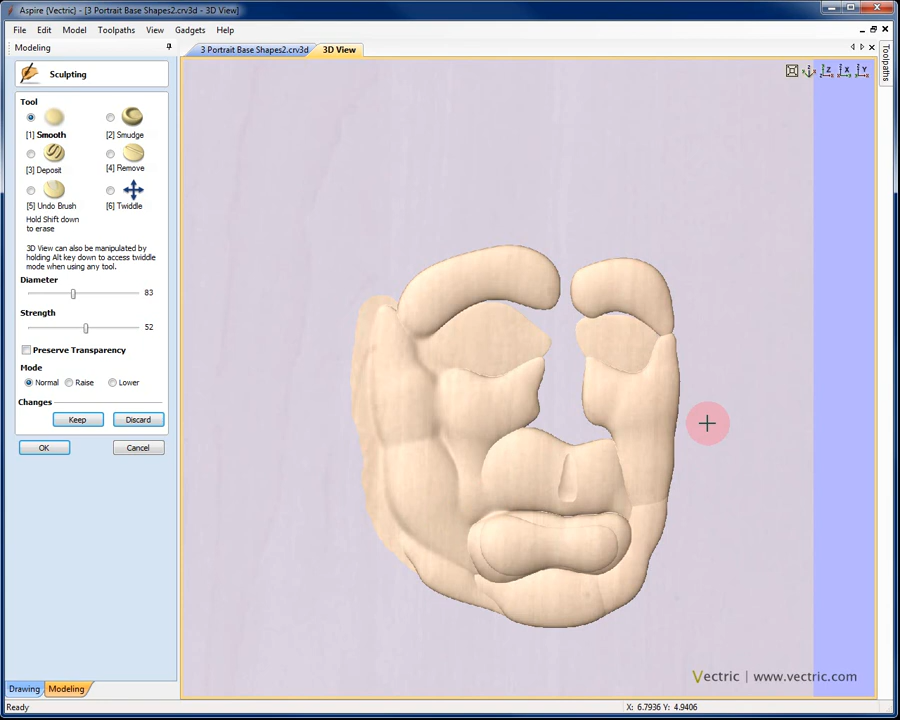 Aspire [Vectric] - [3 Portrait Base Shapes2.crv3d - 3D View]
File Edit Model Toolpaths View Gadgets Help
Modeling
3 Portrait Base Shapes2.crv3d
3D View
Toolpaths
Z X Y
Sculpting
Tool
[1] Smooth
[2] Smudge
[3] Deposit
[4] Remove
[5] Undo Brush
[6] Twiddle
Hold Shift down
to erase
3D View can also be manipulated by
holding Alt key down to access twiddle
mode when using any tool.
Diameter
83
Strength
52
Preserve Transparency
Mode
Normal Raise Lower
Changes
Keep Discard
OK Cancel
Vectric | www.vectric.com
Drawing Modeling
Ready
X: 6.7936 Y: 4.9406